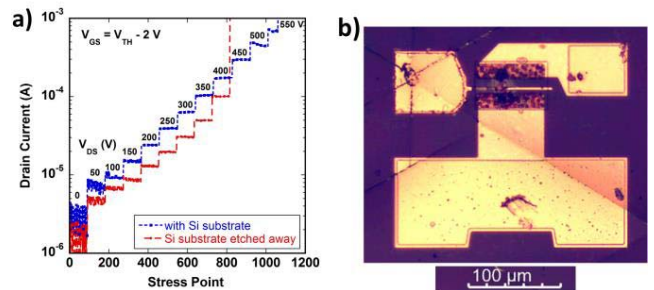 a)
V_GS = V_TH - 2 V
Drain Current (A)
10^-3
10^-4
10^-5
10^-6
V_DS (V)
0
50
100
150
200
250
300
350
400
450
500
550 V
with Si substrate
Si substrate etched away
0 200 400 600 800 1000 1200
Stress Point
b)
100 µm